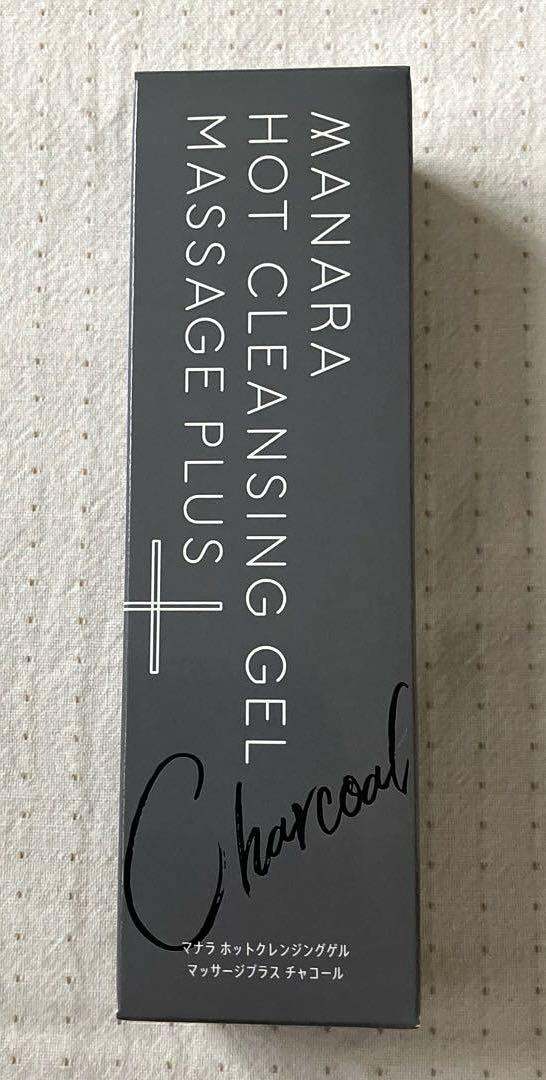 MANARA
HOT CLEANSING GEL
MASSAGE PLUS
Charcoal
マナラ ホットクレンジングゲル
マッサージプラス チャコール